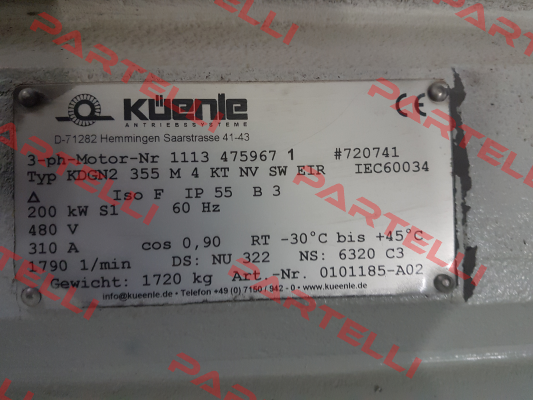 KÜENLE
ANTRIEBSSYSTEME
CE
D-71282 Hemmingen Saarstrasse 41-43
3-ph-Motor-Nr 1113 475967 1 #720741
Typ KDGN2 355 M 4 KT NV SW EIR IEC60034
Δ Iso F IP 55 B 3
200 kW S1 60 Hz
480 V
310 A cos 0,90 RT -30°C bis +45°C
1790 1/min DS: NU 322 NS: 6320 C3
Gewicht: 1720 kg Art.-Nr. 0101185-A02
info@kueenle.de • Telefon +49 (0) 7150 / 942 - 0 • www.kueenle.de
PARTELLI
PARTELLI
PARTELLI
PARTELLI
PARTELLI